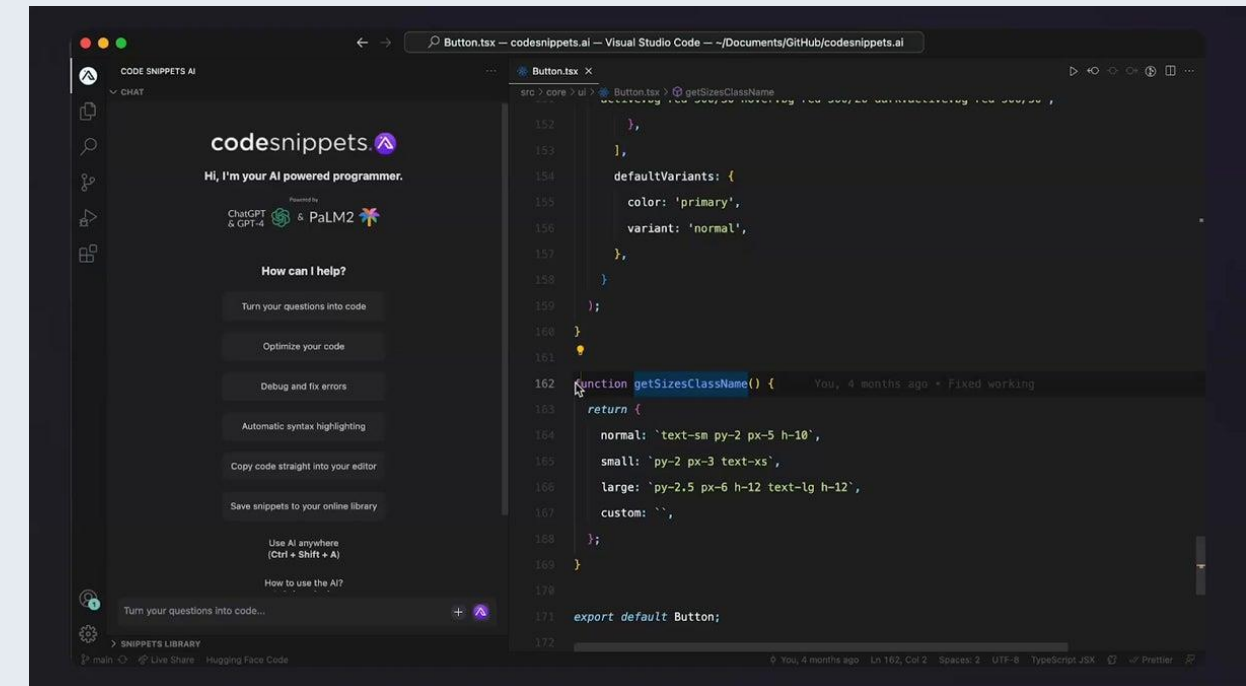 Button.tsx — codesnippets.ai — Visual Studio Code — ~/Documents/GitHub/codesnippets.ai
CODE SNIPPETS AI
CHAT
codesnippets.
Hi, I'm your AI powered programmer.
Powered by
ChatGPT & GPT-4 & PaLM2
How can I help?
Turn your questions into code
Optimize your code
Debug and fix errors
Automatic syntax highlighting
Copy code straight into your editor
Save snippets to your online library
Use AI anywhere
(Ctrl + Shift + A)
How to use the AI?
Turn your questions into code...
SNIPPETS LIBRARY
Button.tsx
src > core > ui > Button.tsx > getSizesClassName
152 },
153 ],
154 defaultVariants: {
155 color: 'primary',
156 variant: 'normal',
157 },
158 }
159 );
160 }
161
162 function getSizesClassName() { You, 4 months ago • Fixed working
163 return {
164 normal: `text-sm py-2 px-5 h-10`,
165 small: `py-2 px-3 text-xs`,
166 large: `py-2.5 px-6 h-12 text-lg h-12`,
167 custom: ``,
168 };
169 }
170
171 export default Button;
172
1
main Live Share Hugging Face Code
You, 4 months ago Ln 162, Col 2 Spaces: 2 UTF-8 TypeScript JSX Prettier